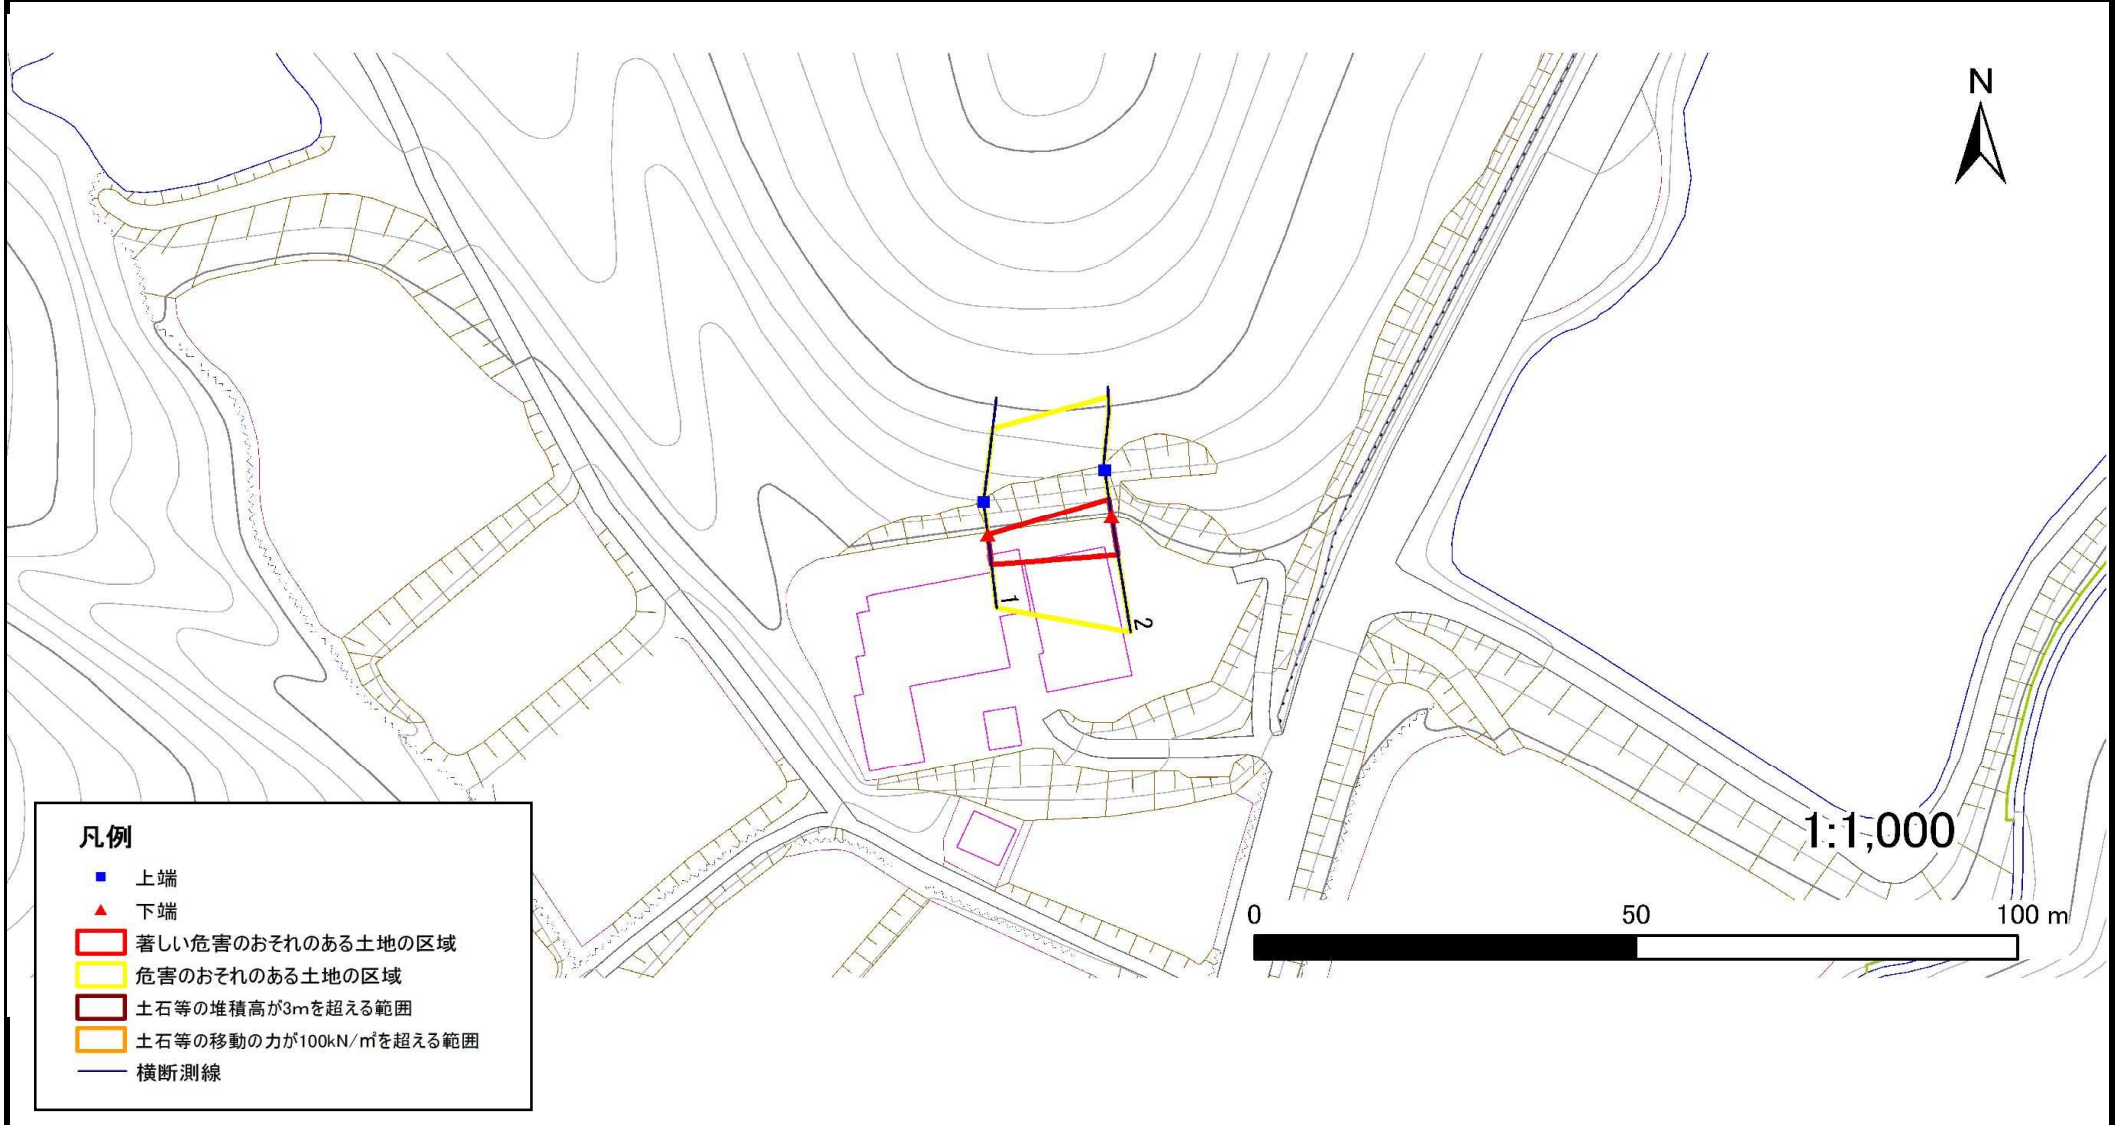 N
1
2
1:1,000
0 50 100 m
凡例
上端
下端
著しい危害のおそれのある土地の区域
危害のおそれのある土地の区域
土石等の堆積高が3mを超える範囲
土石等の移動の力が100kN/㎡を超える範囲
横断測線